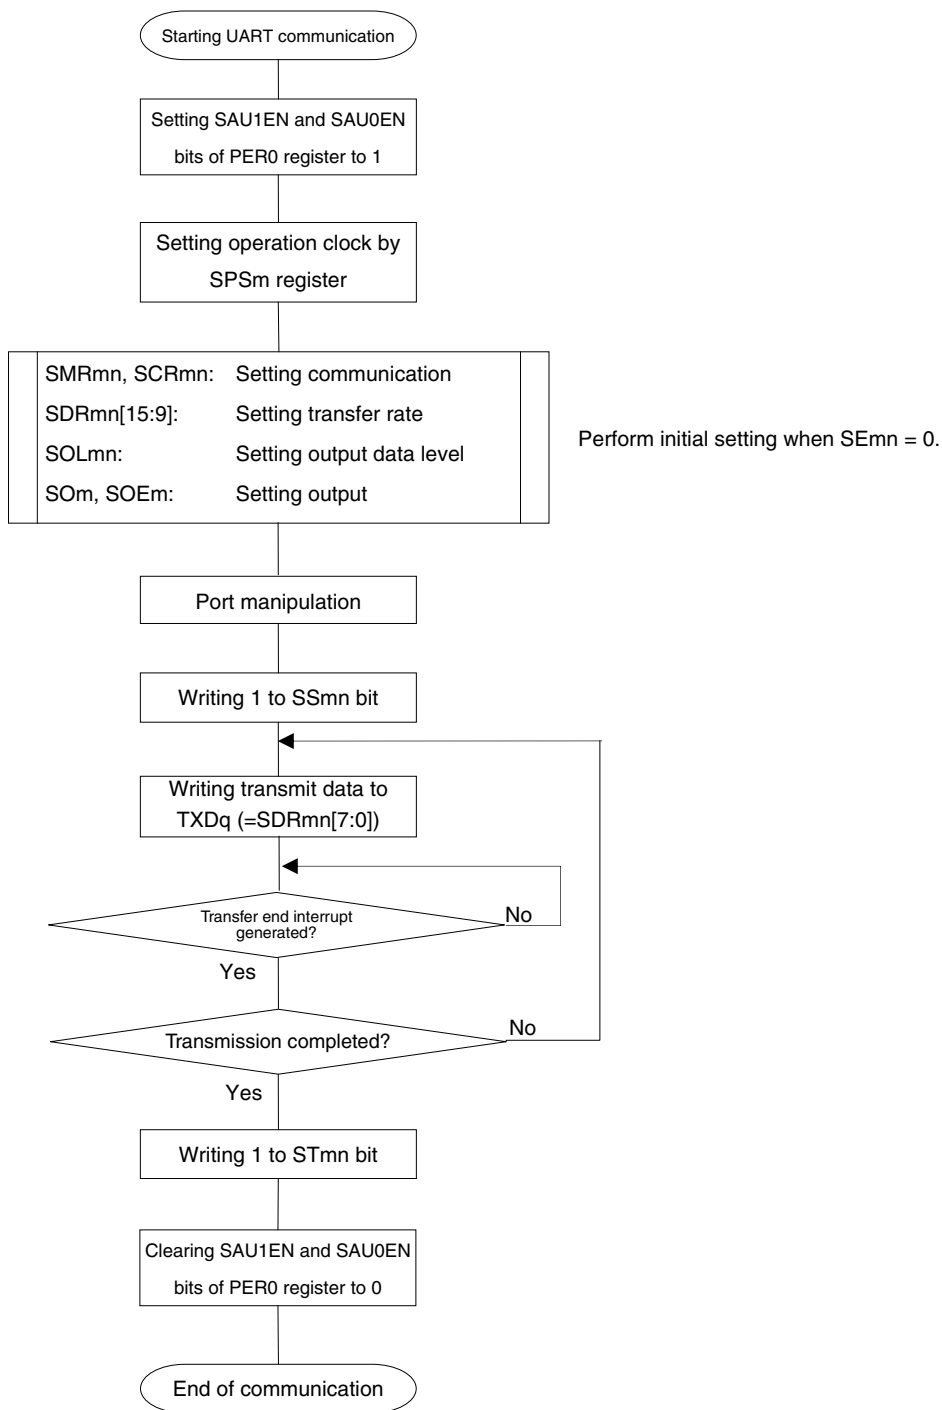 Starting UART communication
Setting SAU1EN and SAU0EN
bits of PER0 register to 1
Setting operation clock by
SPSm register
SMRmn, SCRmn: Setting communication
SDRmn[15:9]: Setting transfer rate
SOLmn: Setting output data level
SOm, SOEm: Setting output
Perform initial setting when SEmn = 0.
Port manipulation
Writing 1 to SSmn bit
Writing transmit data to
TXDq (=SDRmn[7:0])
Transfer end interrupt
generated?
No
Yes
Transmission completed?
No
Yes
Writing 1 to STmn bit
Clearing SAU1EN and SAU0EN
bits of PER0 register to 0
End of communication